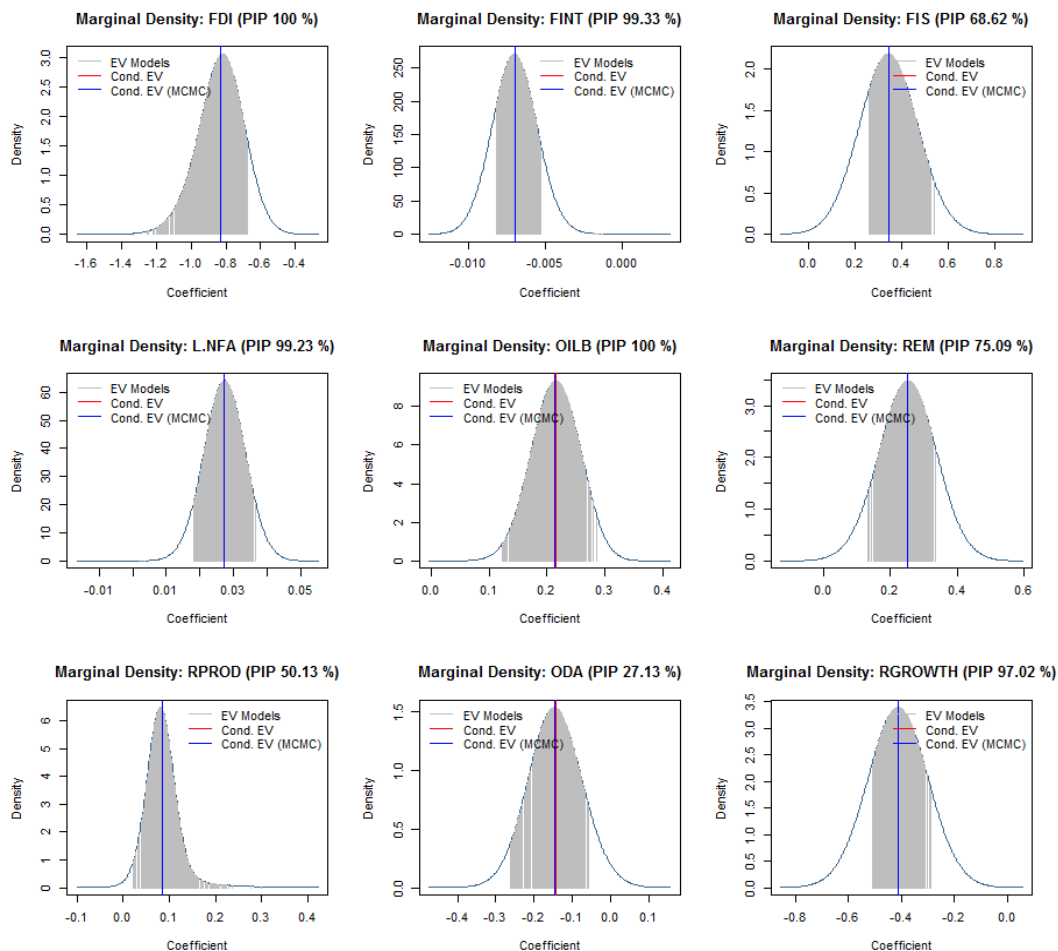 Marginal Density: FDI (PIP 100 %)
Density
0.0 0.5 1.0 1.5 2.0 2.5 3.0
EV Models
Cond. EV
Cond. EV (MCMC)
-1.6 -1.4 -1.2 -1.0 -0.8 -0.6 -0.4
Coefficient
Marginal Density: FINT (PIP 99.33 %)
Density
0 50 100 150 200 250
EV Models
Cond. EV
Cond. EV (MCMC)
-0.010 -0.005 0.000
Coefficient
Marginal Density: FIS (PIP 68.62 %)
Density
0.0 0.5 1.0 1.5 2.0
EV Models
Cond. EV
Cond. EV (MCMC)
0.0 0.2 0.4 0.6 0.8
Coefficient
Marginal Density: L.NFA (PIP 99.23 %)
Density
0 10 20 30 40 50 60
EV Models
Cond. EV
Cond. EV (MCMC)
-0.01 0.01 0.03 0.05
Coefficient
Marginal Density: OILB (PIP 100 %)
Density
0 2 4 6 8
EV Models
Cond. EV
Cond. EV (MCMC)
0.0 0.1 0.2 0.3 0.4
Coefficient
Marginal Density: REM (PIP 75.09 %)
Density
0.0 1.0 2.0 3.0
EV Models
Cond. EV
Cond. EV (MCMC)
0.0 0.2 0.4 0.6
Coefficient
Marginal Density: RPROD (PIP 50.13 %)
Density
0 1 2 3 4 5 6
EV Models
Cond. EV
Cond. EV (MCMC)
-0.1 0.0 0.1 0.2 0.3 0.4
Coefficient
Marginal Density: ODA (PIP 27.13 %)
Density
0.0 0.5 1.0 1.5
EV Models
Cond. EV
Cond. EV (MCMC)
-0.4 -0.3 -0.2 -0.1 0.0 0.1
Coefficient
Marginal Density: RGROWTH (PIP 97.02 %)
Density
0.0 0.5 1.0 1.5 2.0 2.5 3.0 3.5
EV Models
Cond. EV
Cond. EV (MCMC)
-0.8 -0.6 -0.4 -0.2 0.0
Coefficient